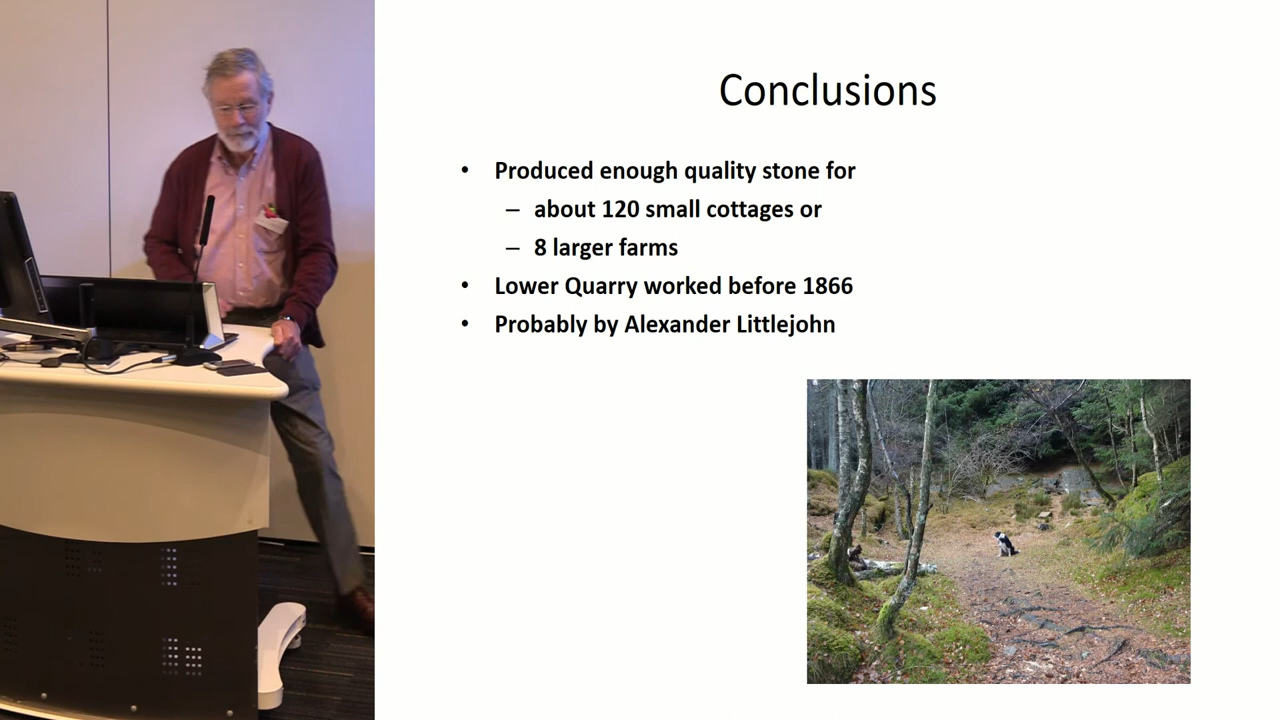 Conclusions
• Produced enough quality stone for
– about 120 small cottages or
– 8 larger farms
• Lower Quarry worked before 1866
• Probably by Alexander Littlejohn